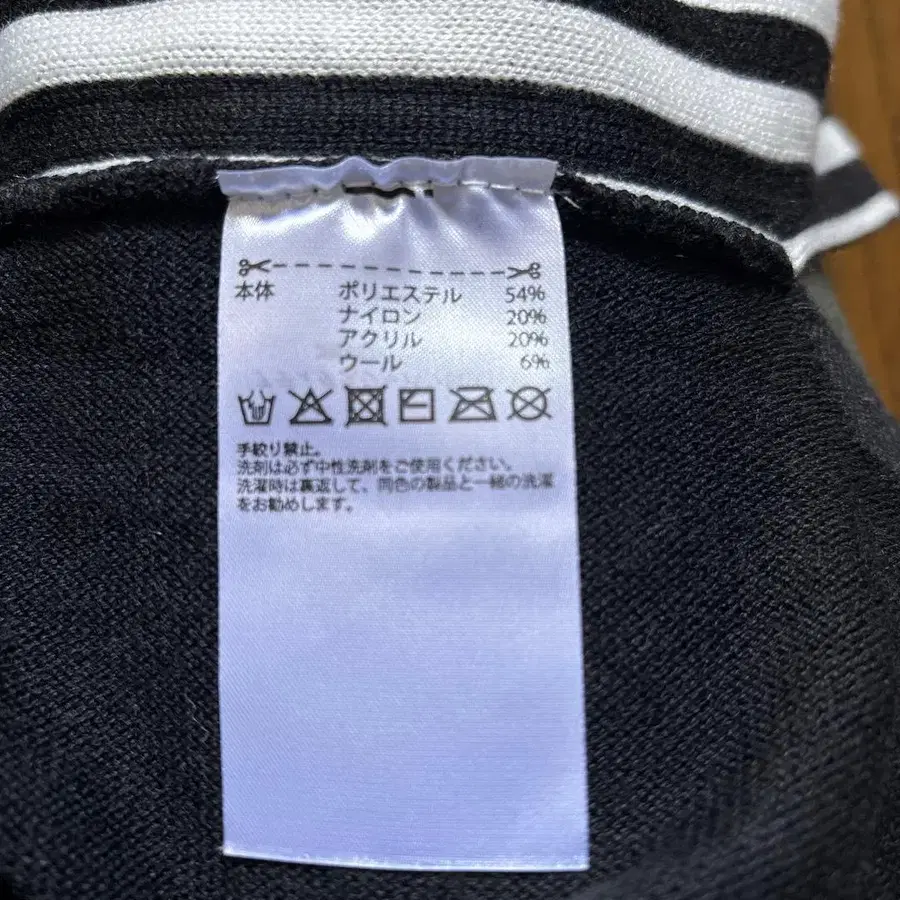 本体 ポリエステル 54%
ナイロン 20%
アクリル 20%
ウール 6%
手絞り禁止。
洗剤は必ず中性洗剤をご使用ください。
洗濯時は裏返して、同色の製品と一緒の洗濯
をお勧めします。